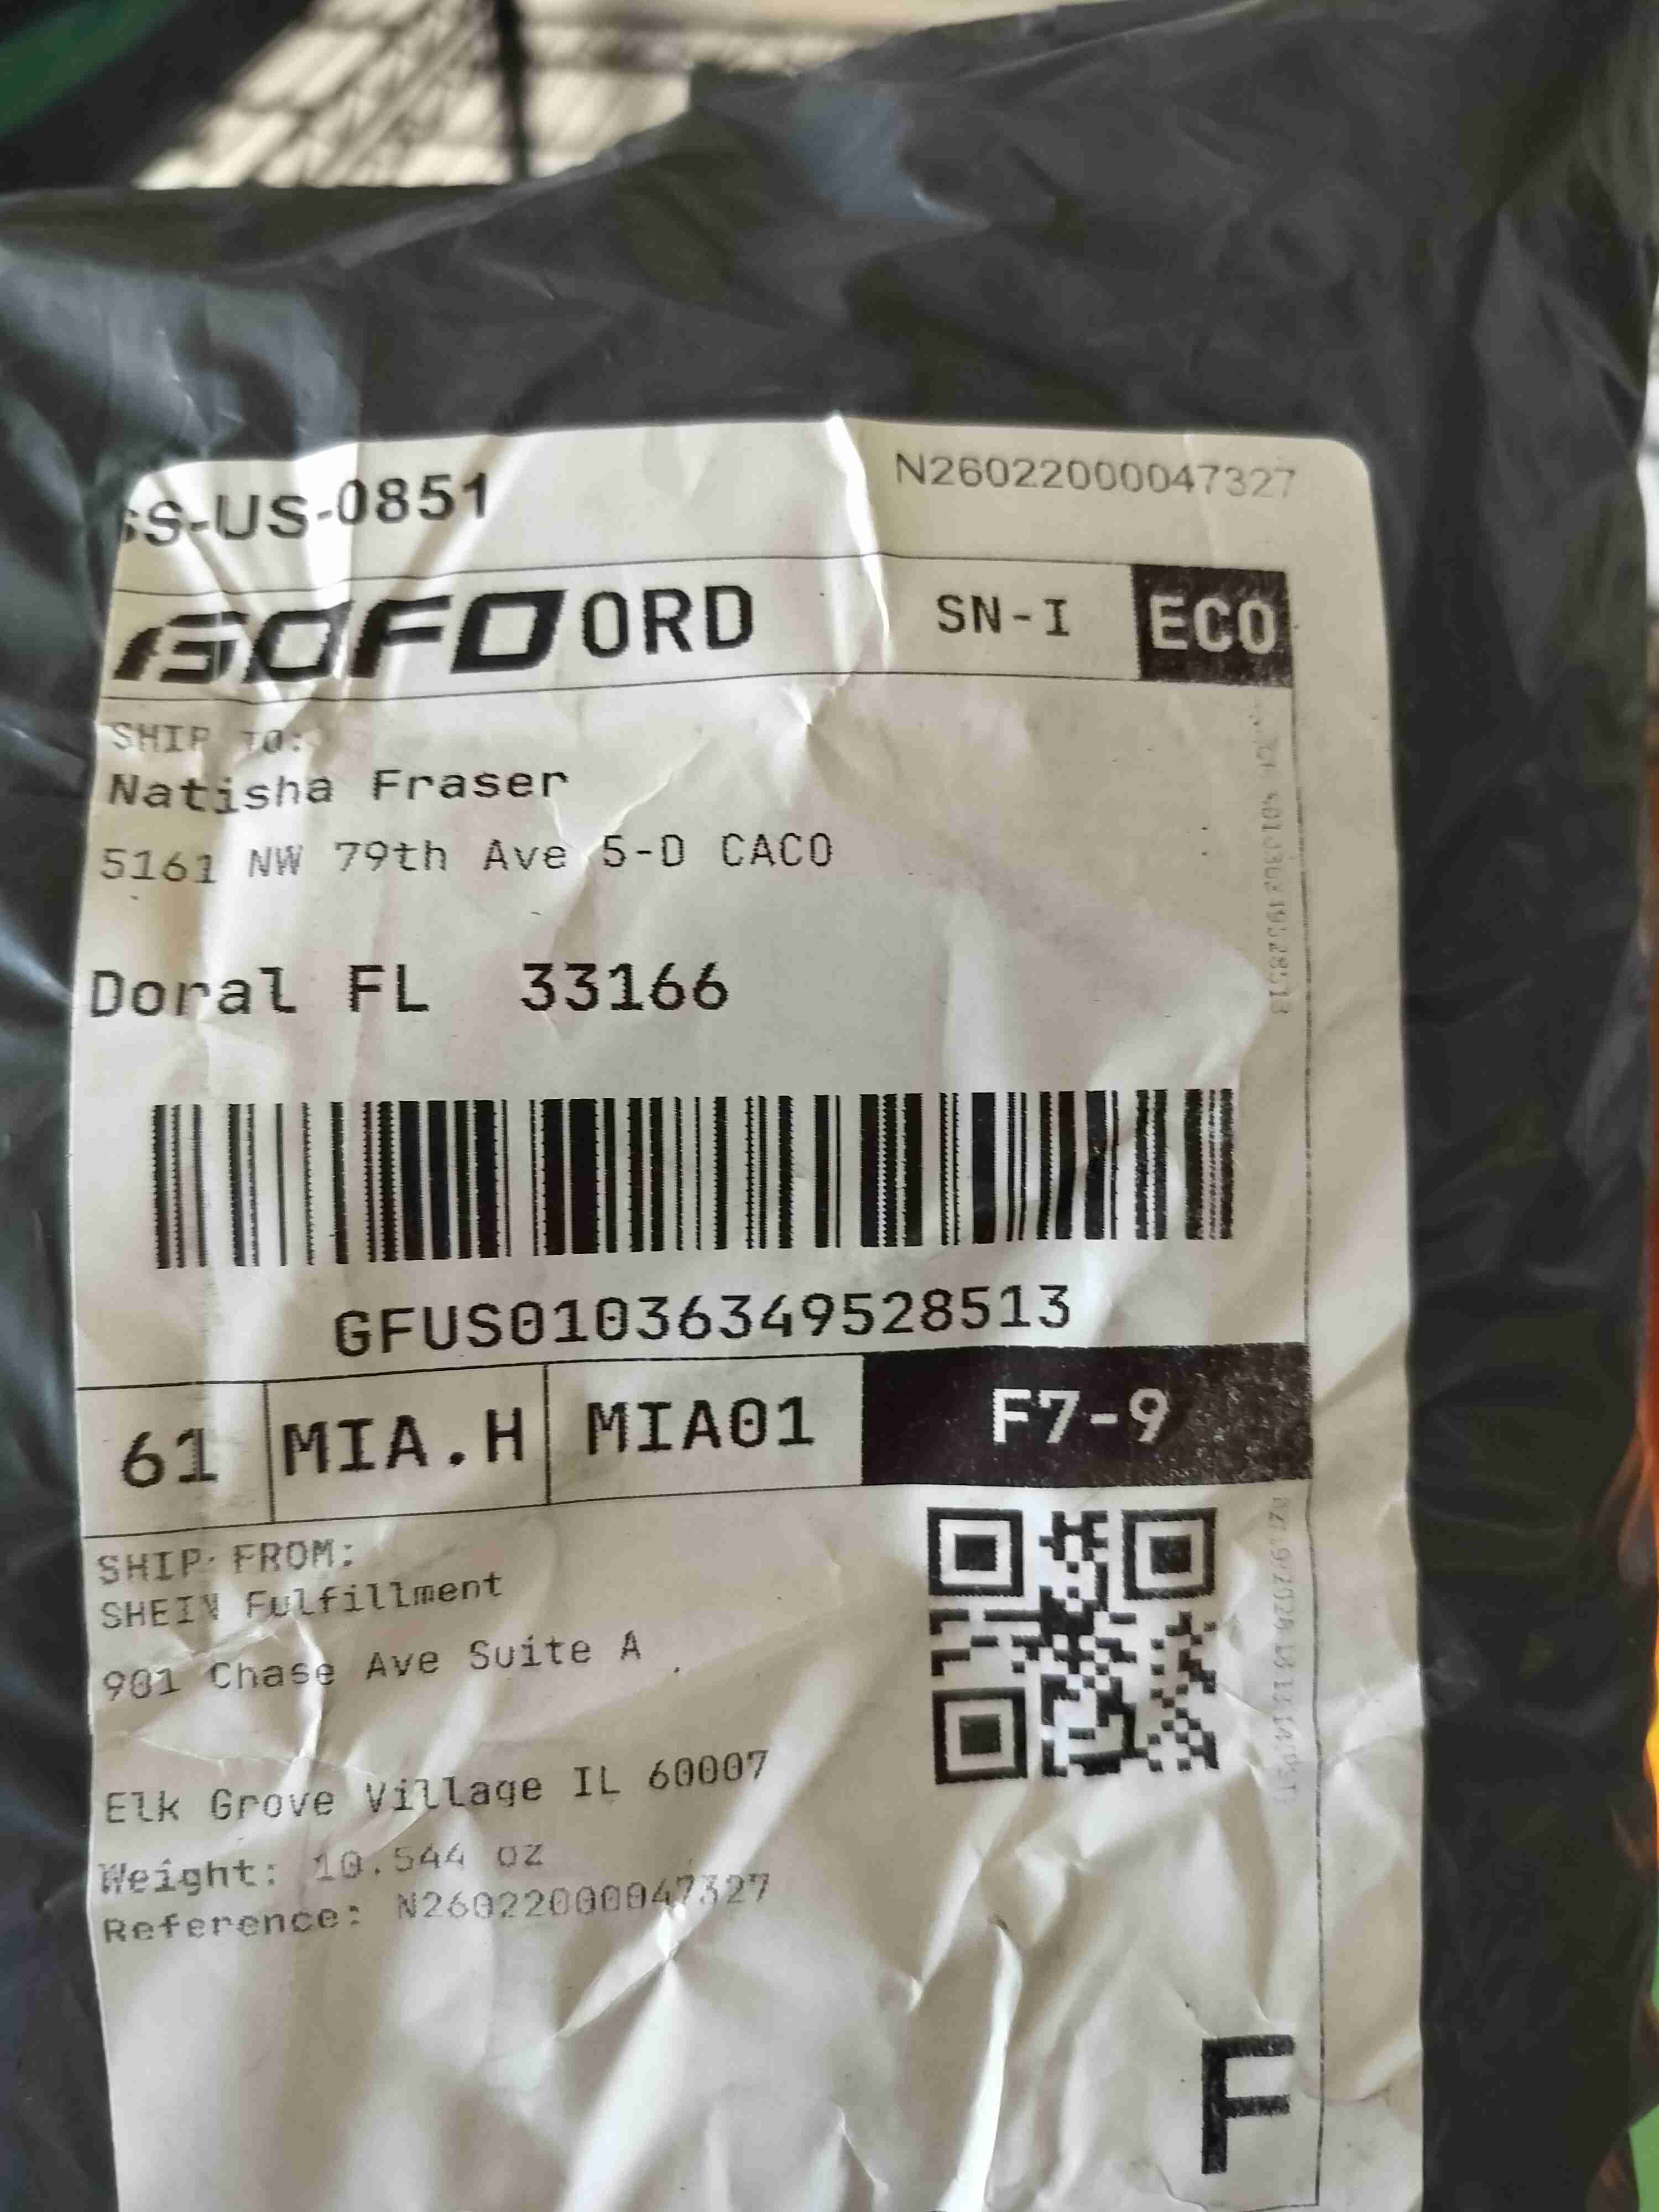 SS-US-0851
N26022000047327
GOFO ORD SN-I ECO
SHIP TO:
Natisha Fraser
5161 NW 79th Ave 5-D CACO
Doral FL 33166
GFUS01036349528513
61 MIA.H MIA01 F7-9
SHIP FROM:
SHEIN Fulfillment
901 Chase Ave Suite A
Elk Grove Village IL 60007
Weight: 10.544 oz
Reference: N26022000047327
F